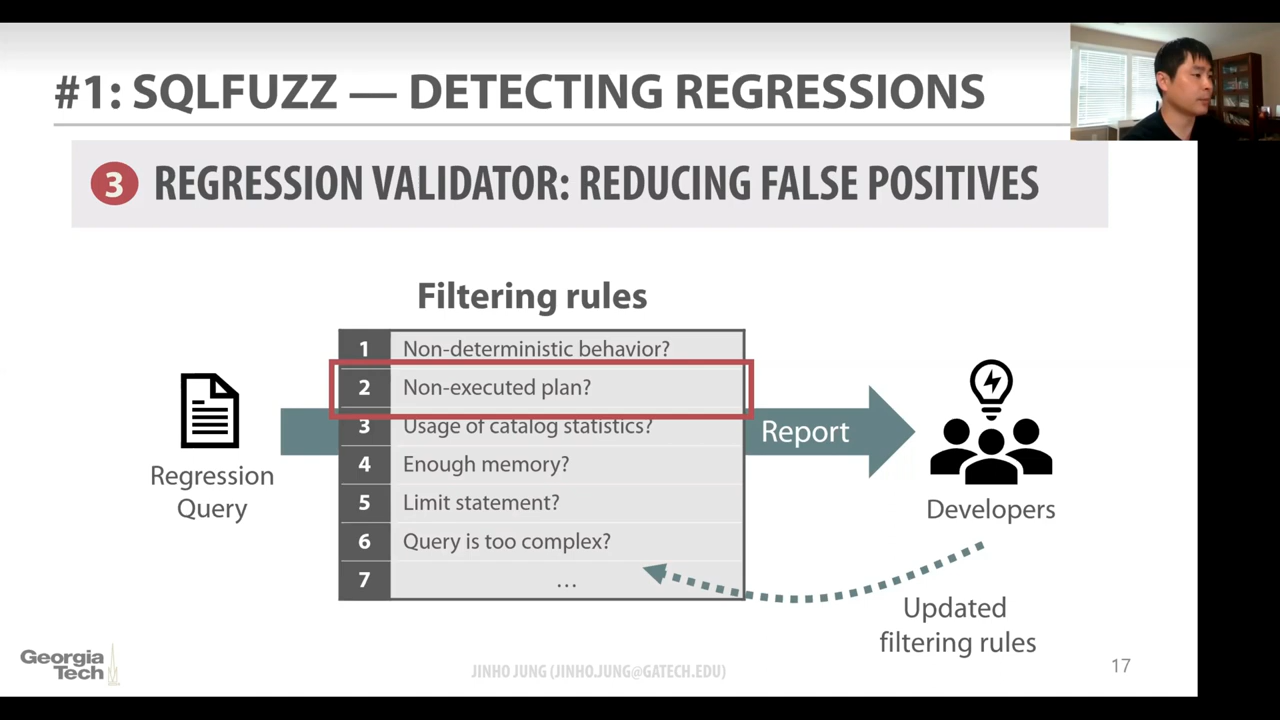 #1: SQLFUZZ — DETECTING REGRESSIONS
3 REGRESSION VALIDATOR: REDUCING FALSE POSITIVES
Filtering rules
1 Non-deterministic behavior?
2 Non-executed plan?
3 Usage of catalog statistics?
4 Enough memory?
5 Limit statement?
6 Query is too complex?
7 ...
Regression
Query
Report
Developers
Updated
filtering rules
Georgia
Tech
JINHO JUNG (JINHO.JUNG@GATECH.EDU)
17